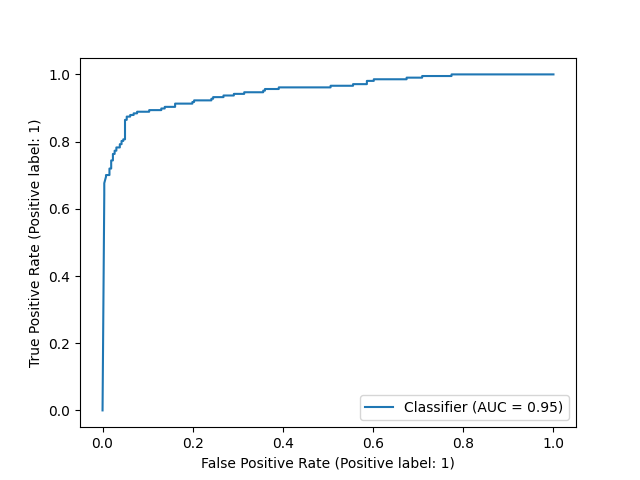 1.0
0.8
0.6
0.4
0.2
0.0
True Positive Rate (Positive label: 1)
Classifier (AUC = 0.95)
0.0 0.2 0.4 0.6 0.8 1.0
False Positive Rate (Positive label: 1)